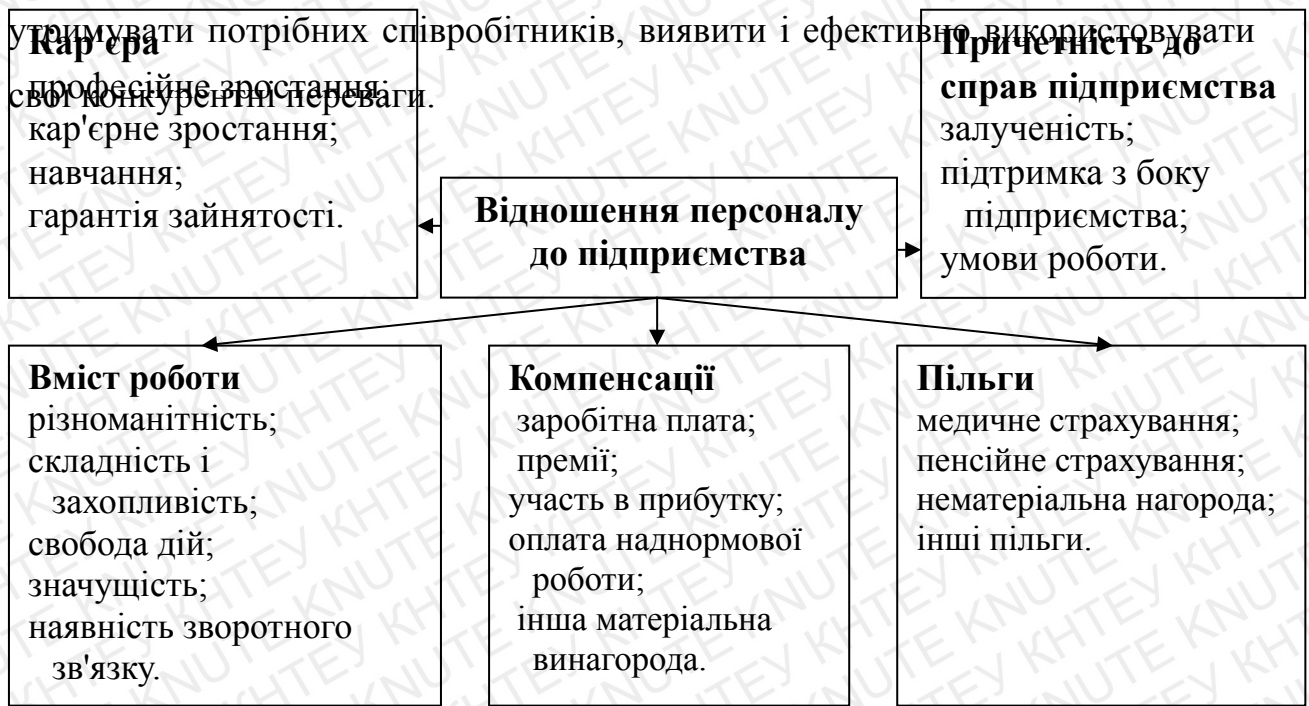 утримувати потрібних співробітників, виявити і ефективно використовувати
свої конкурентні переваги.
Кар'єра
професійне зростання;
кар'єрне зростання;
навчання;
гарантія зайнятості.
Причетність до
справ підприємства
залученість;
підтримка з боку
підприємства;
умови роботи.
Відношення персоналу
до підприємства
Вміст роботи
різноманітність;
складність і
захопливість;
свобода дій;
значущість;
наявність зворотного
зв'язку.
Компенсації
заробітна плата;
премії;
участь в прибутку;
оплата наднормової
роботи;
інша матеріальна
винагорода.
Пільги
медичне страхування;
пенсійне страхування;
нематеріальна нагорода;
інші пільги.